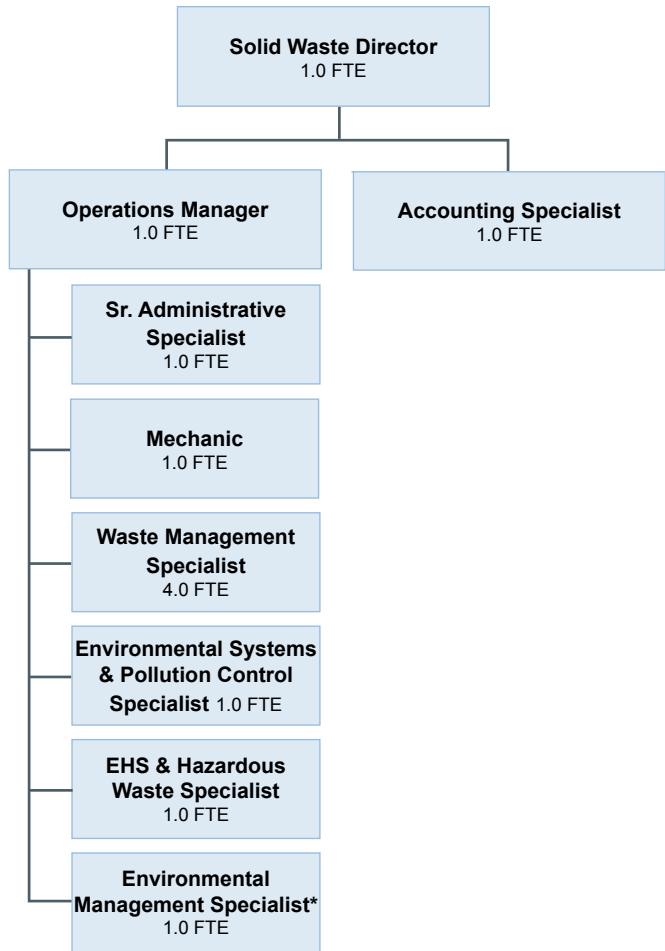 Solid Waste Director
1.0 FTE
Operations Manager
1.0 FTE
Accounting Specialist
1.0 FTE
Sr. Administrative
Specialist
1.0 FTE
Mechanic
1.0 FTE
Waste Management
Specialist
4.0 FTE
Environmental Systems
& Pollution Control
Specialist 1.0 FTE
EHS & Hazardous
Waste Specialist
1.0 FTE
Environmental
Management Specialist*
1.0 FTE